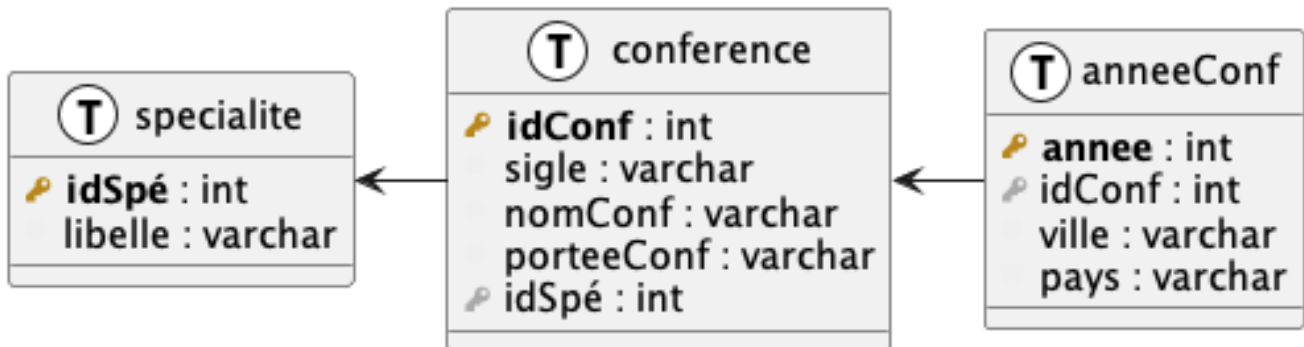 T specialite
idSpé : int
libelle : varchar
T conference
idConf : int
sigle : varchar
nomConf : varchar
porteeConf : varchar
idSpé : int
T anneeConf
annee : int
idConf : int
ville : varchar
pays : varchar